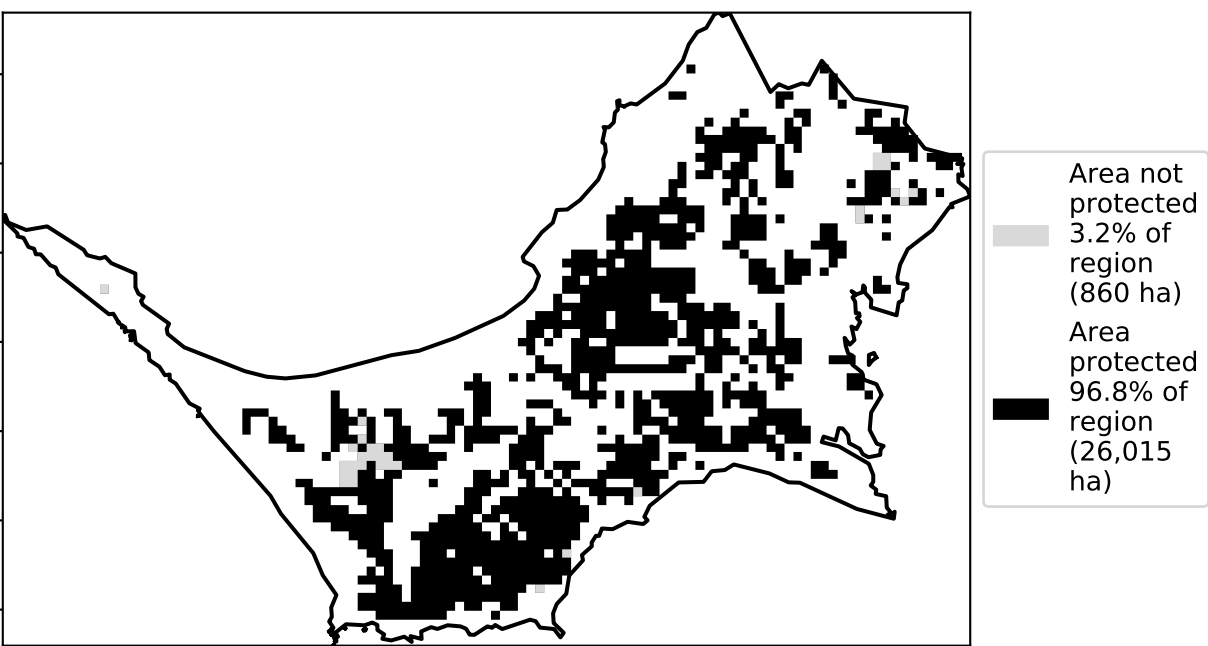 Area not
protected
3.2% of
region
(860 ha)
Area
protected
96.8% of
region
(26,015
ha)